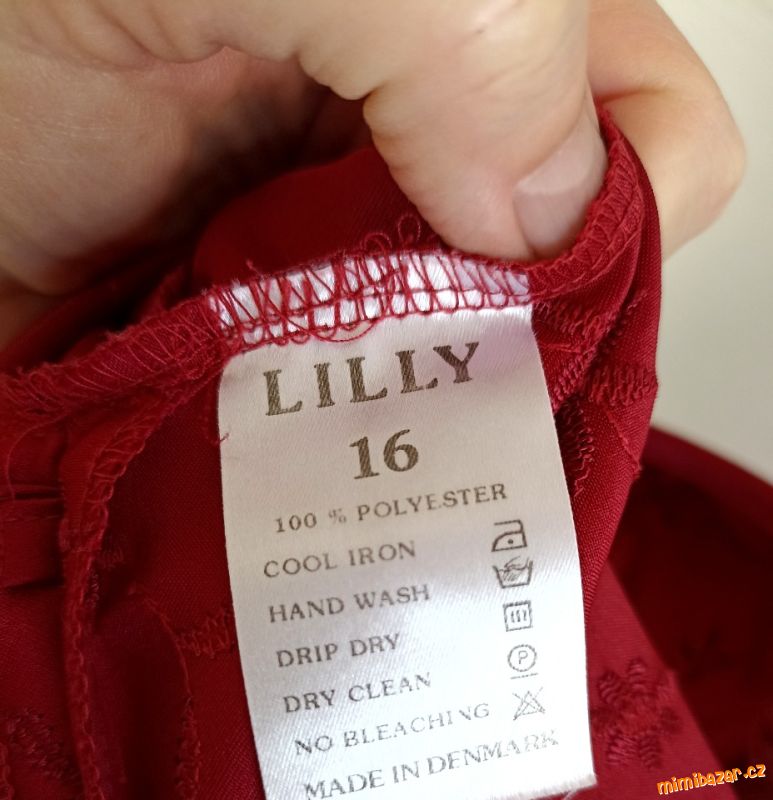 LILLY
16
100 % POLYESTER
COOL IRON
HAND WASH
DRIP DRY
DRY CLEAN
P
NO BLEACHING
MADE IN DENMARK
mimibazar.cz